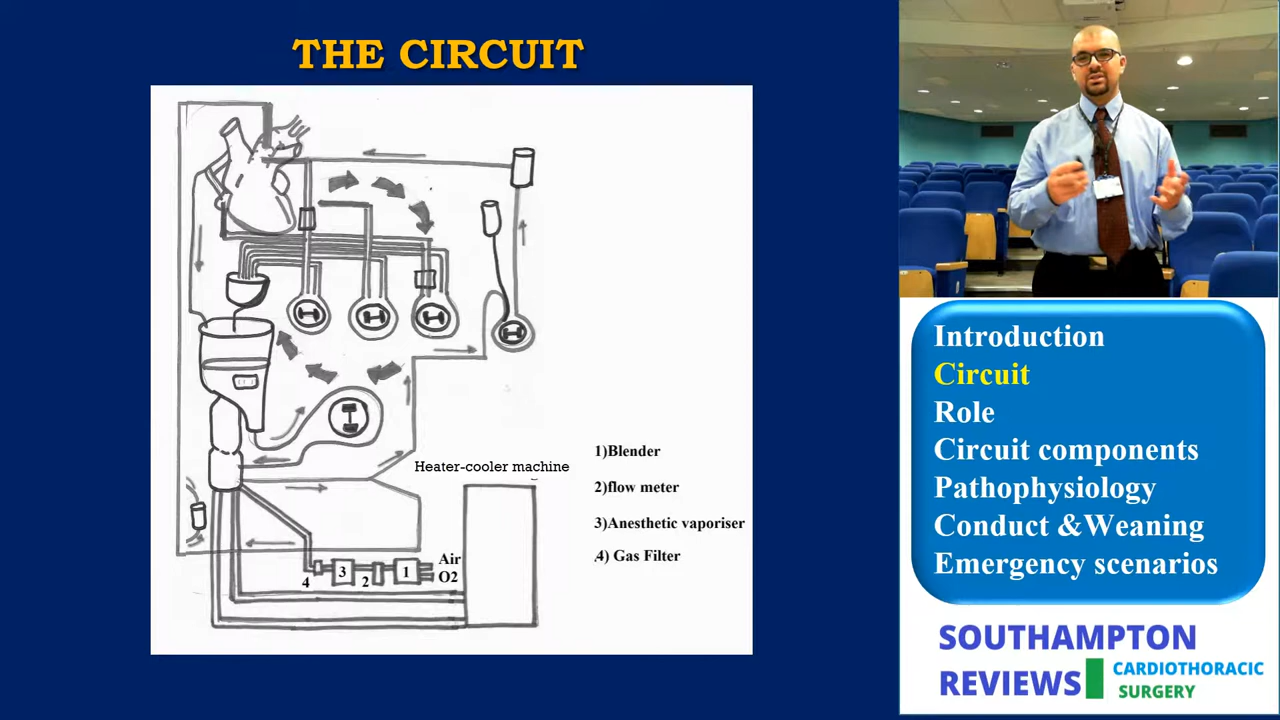 THE CIRCUIT
Heater-cooler machine
1)Blender
2)flow meter
3)Anesthetic vaporiser
.4) Gas Filter
Air
O2
4
3
2
1
Introduction
Circuit
Role
Circuit components
Pathophysiology
Conduct &Weaning
Emergency scenarios
SOUTHAMPTON
REVIEWS
CARDIOTHORACIC
SURGERY